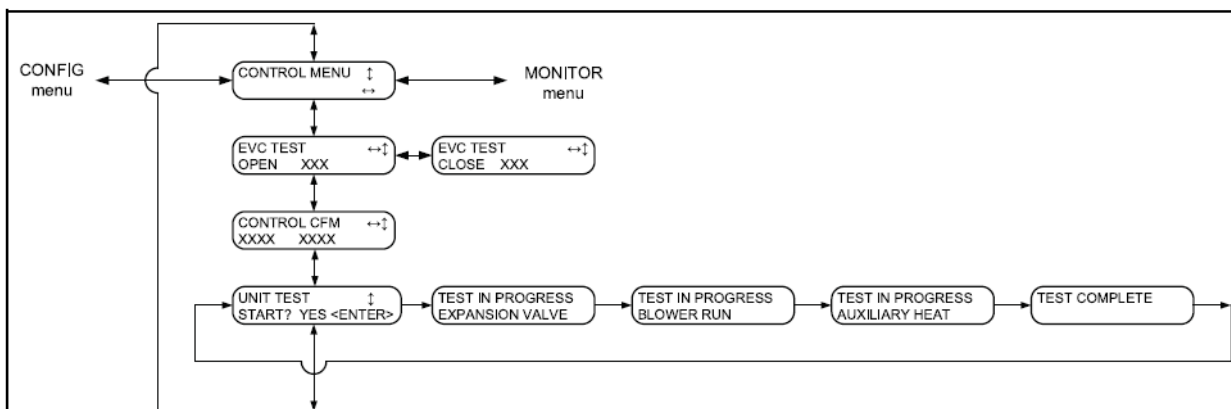 CONFIG
menu
CONTROL MENU ↕
↔
MONITOR
menu
EVC TEST ↔↕
OPEN XXX
EVC TEST ↔↕
CLOSE XXX
CONTROL CFM ↔↕
XXXX XXXX
UNIT TEST ↕
START? YES <ENTER>
TEST IN PROGRESS
EXPANSION VALVE
TEST IN PROGRESS
BLOWER RUN
TEST IN PROGRESS
AUXILIARY HEAT
TEST COMPLETE